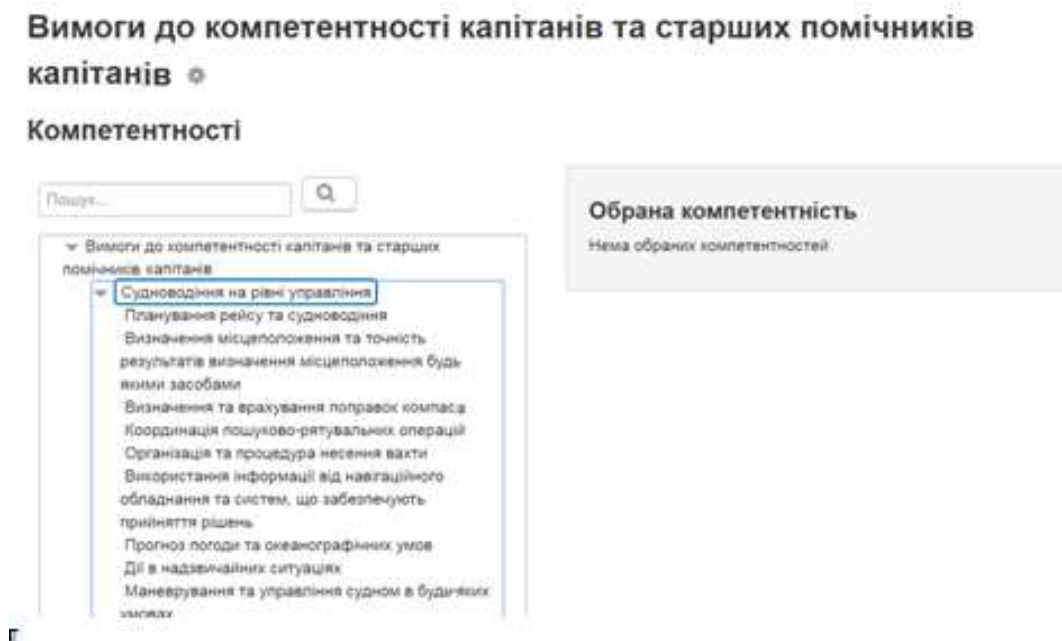 Вимоги до компетентності капітанів та старших помічників
капітанів
Компетентності
Пошук...
Обрана компетентність
Нема обраних компетентностей
Вимоги до компетентності капітанів та старших
помічників капітанів
Судноводіння на рівні управління
Планування рейсу та судноводіння
Визначення місцеположення та точність
результатів визначення місцеположення будь
якими засобами
Визначення та врахування поправок компаса
Координація пошуково-рятувальних операцій
Організація та процедура несення вахти
Використання інформації від навігаційного
обладнання та систем, що забезпечують
прийняття рішень
Прогноз погоди та океанографічних умов
Дії в надзвичайних ситуаціях
Маневрування та управління судном в будь-яких
умовах